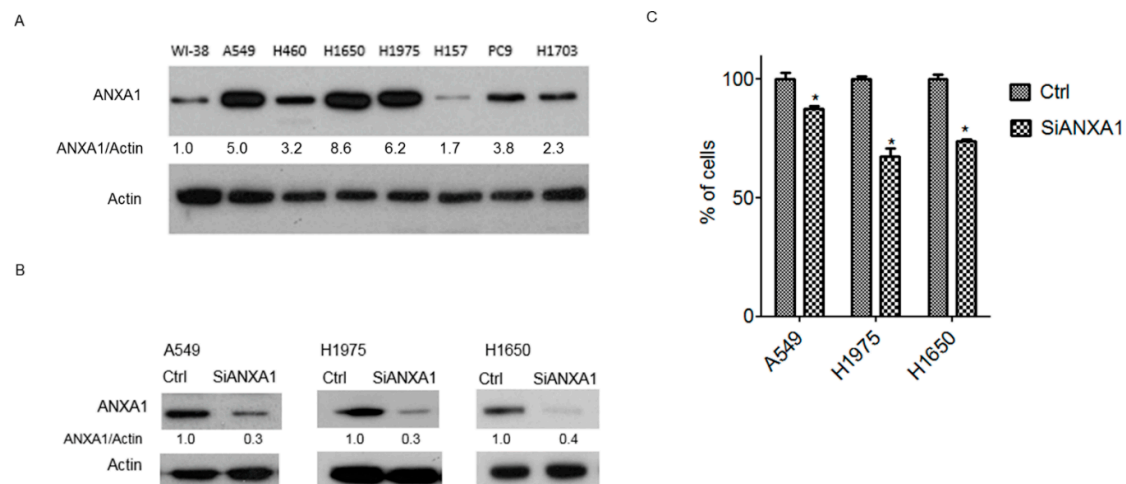 A
WI-38 A549 H460 H1650 H1975 H157 PC9 H1703
ANXA1
ANXA1/Actin 1.0 5.0 3.2 8.6 6.2 1.7 3.8 2.3
Actin
B
A549 H1975 H1650
Ctrl SiANXA1 Ctrl SiANXA1 Ctrl SiANXA1
ANXA1
ANXA1/Actin 1.0 0.3 1.0 0.3 1.0 0.4
Actin
C
% of cells
100
50
0
* * *
A549 H1975 H1650
Ctrl
SiANXA1